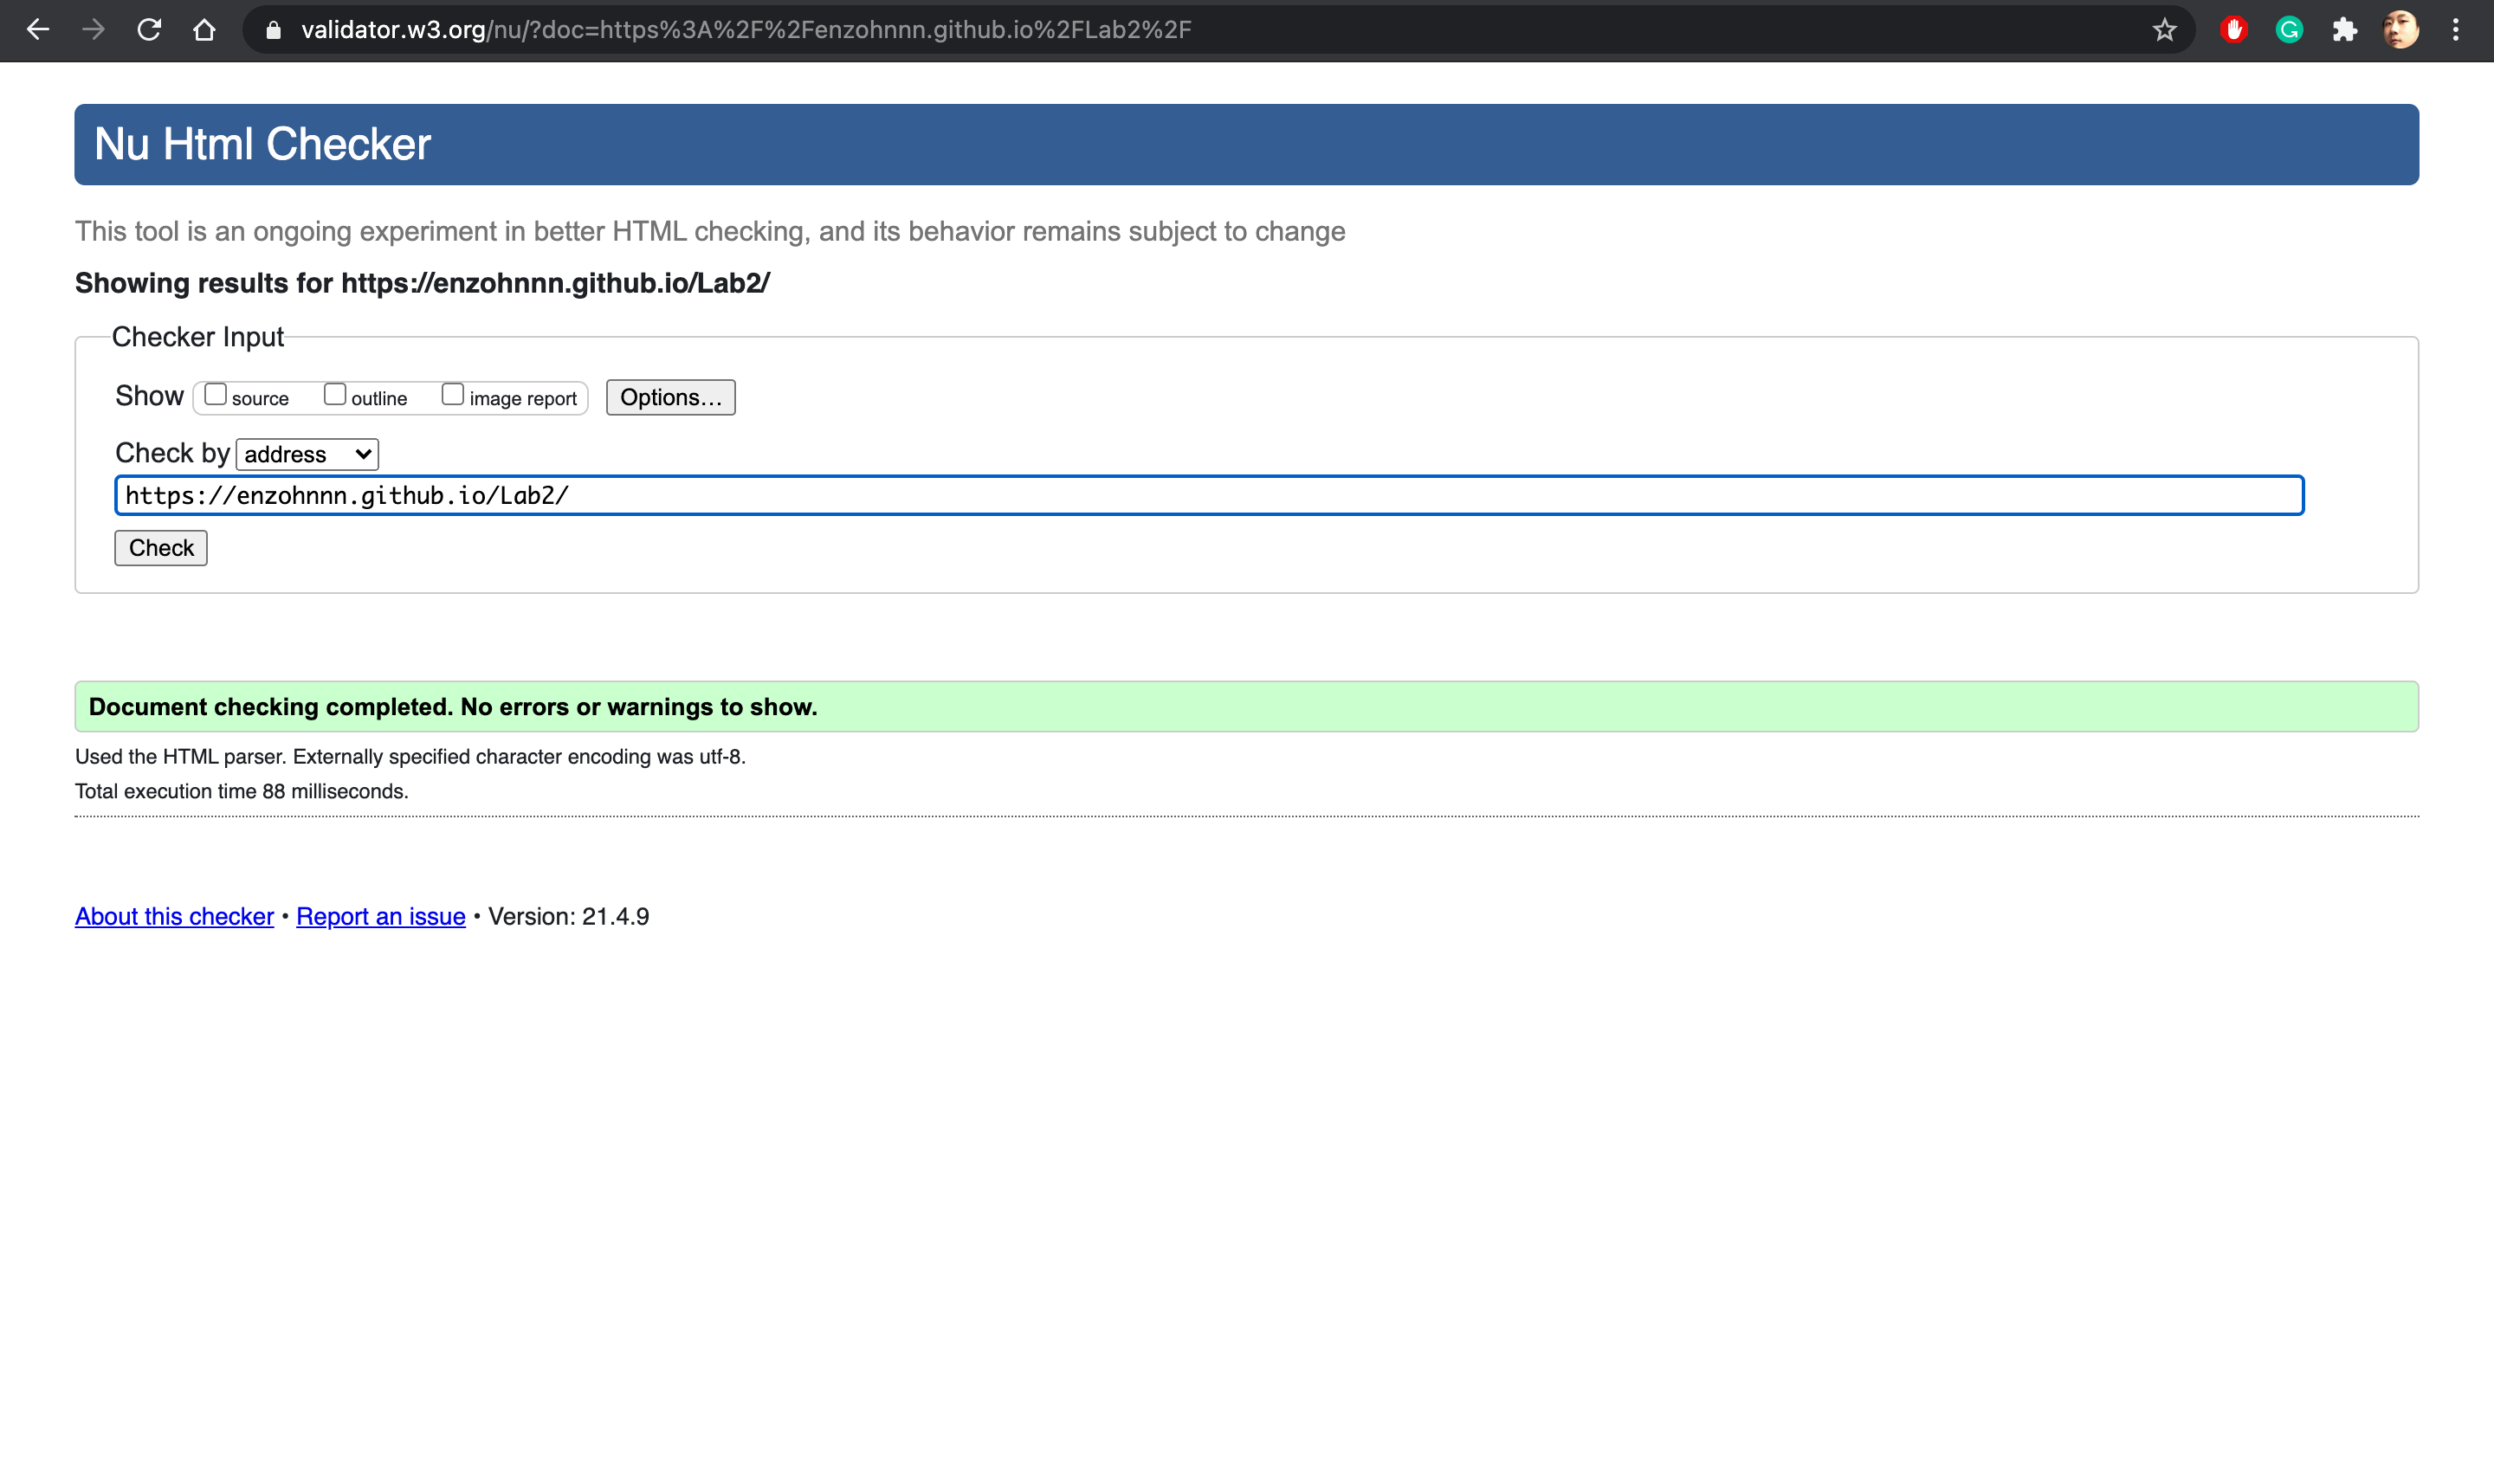 validator.w3.org/nu/?doc=https%3A%2F%2Fenzohnnn.github.io%2FLab2%2F
Nu Html Checker
This tool is an ongoing experiment in better HTML checking, and its behavior remains subject to change
Showing results for https://enzohnnn.github.io/Lab2/
Checker Input
Show source outline image report Options...
Check by address
https://enzohnnn.github.io/Lab2/
Check
Document checking completed. No errors or warnings to show.
Used the HTML parser. Externally specified character encoding was utf-8.
Total execution time 88 milliseconds.
About this checker • Report an issue • Version: 21.4.9